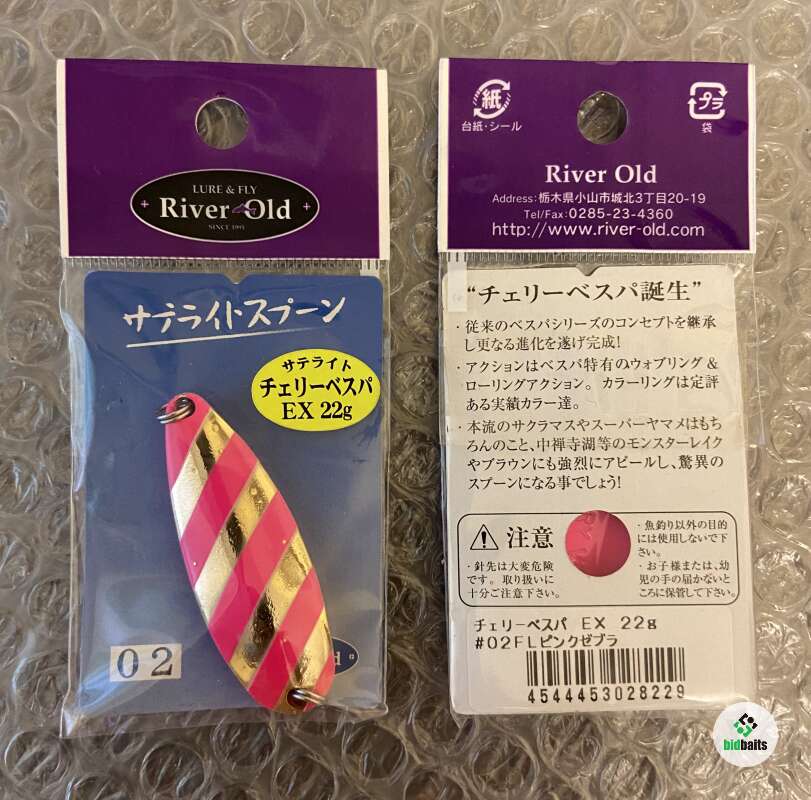 LURE & FLY
River Old
SINCE 1991
サテライトスプーン
サテライト
チェリーベスパ
EX 22g
02
d
紙
台紙・シール
プラ
袋
River Old
Address:栃木県小山市城北3丁目20-19
Tel/Fax:0285-23-4360
http://www.river-old.com
“チェリーベスパ誕生”
・従来のベスパシリーズのコンセプトを継承
し更なる進化を遂げ完成!
・アクションはベスパ特有のウォブリング&
ローリングアクション。カラーリングは定評
ある実績カラー達。
・本流のサクラマスやスーパーヤマメはもち
ろんのこと、中禅寺湖等のモンスターレイク
やブラウンにも強烈にアピールし、驚異の
スプーンになる事でしょう!
注意
・針先は大変危険
です。取り扱いに
十分ご注意下さい。
・魚釣り以外の目的
には使用しないで下
さい。
・お子様または、幼
児の手の届かないと
ころに保管して下さい。
チェリーベスパ EX 22g
#02FLピンクゼブラ
4544453028229
bidbaits